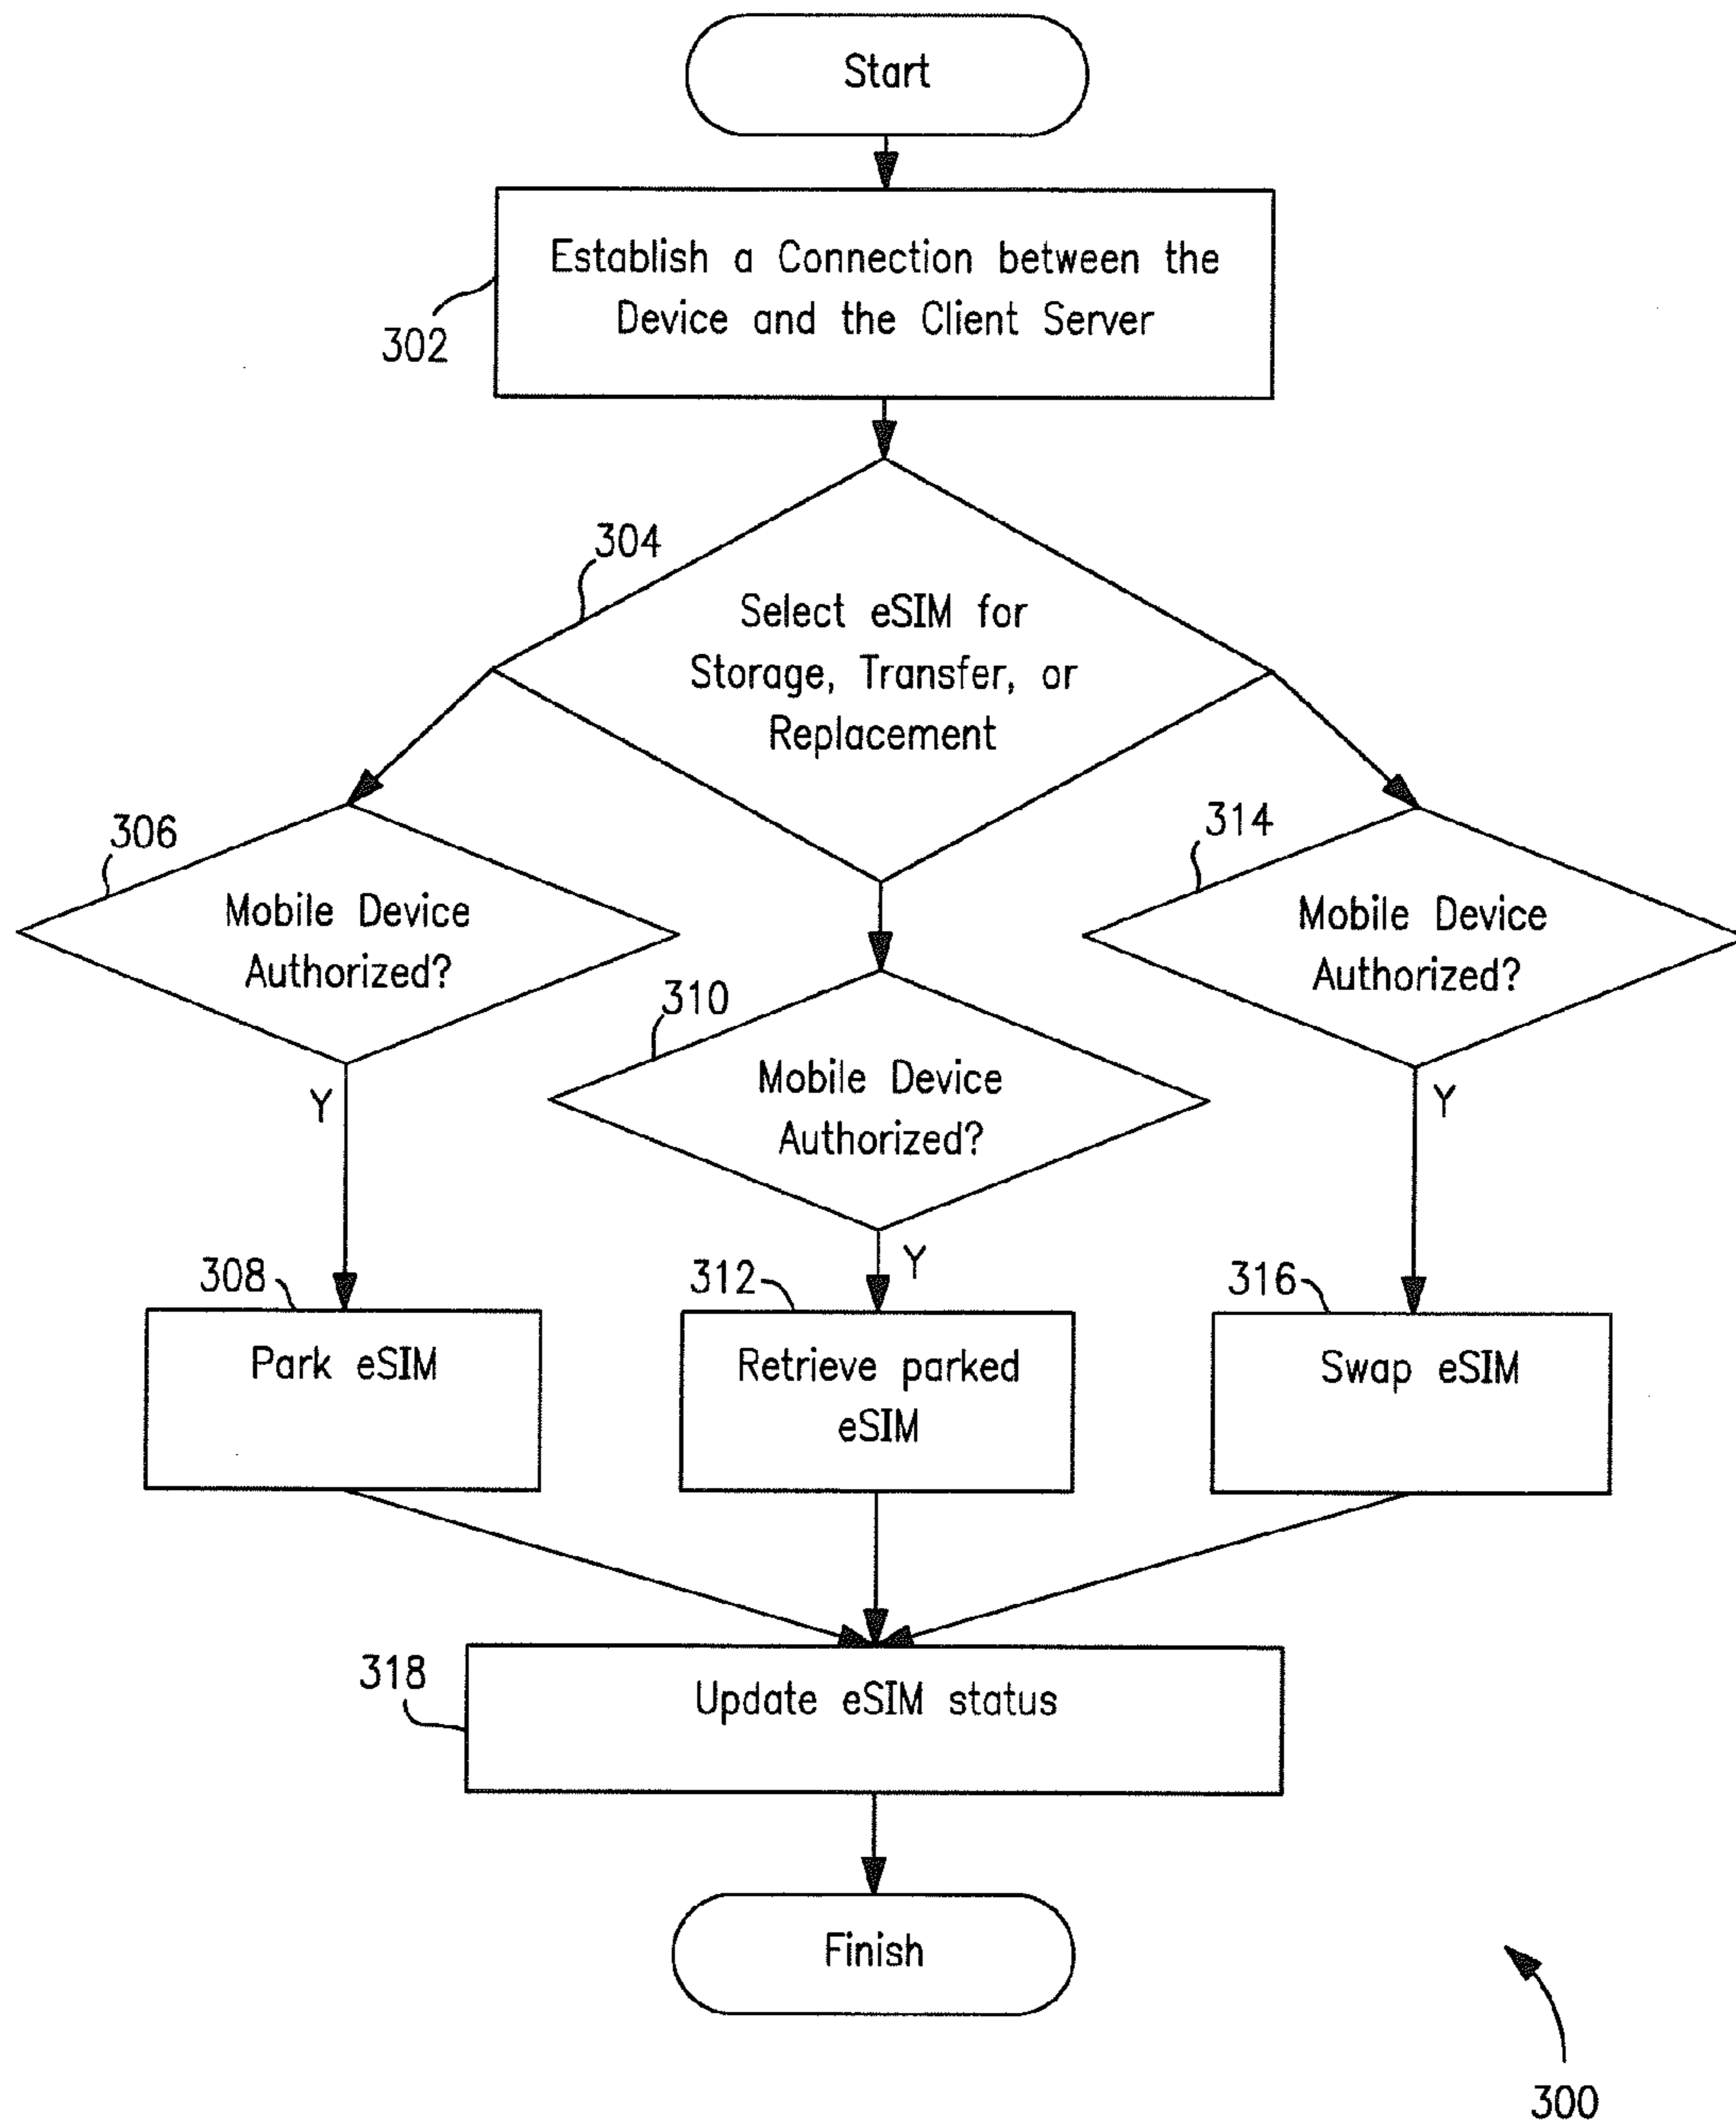 Start
Establish a Connection between the
Device and the Client Server
302
304
Select eSIM for
Storage, Transfer, or
Replacement
306
Mobile Device
Authorized?
Y
310
Mobile Device
Authorized?
Y
314
Mobile Device
Authorized?
Y
308
Park eSIM
312
Retrieve parked
eSIM
316
Swap eSIM
318
Update eSIM status
Finish
300